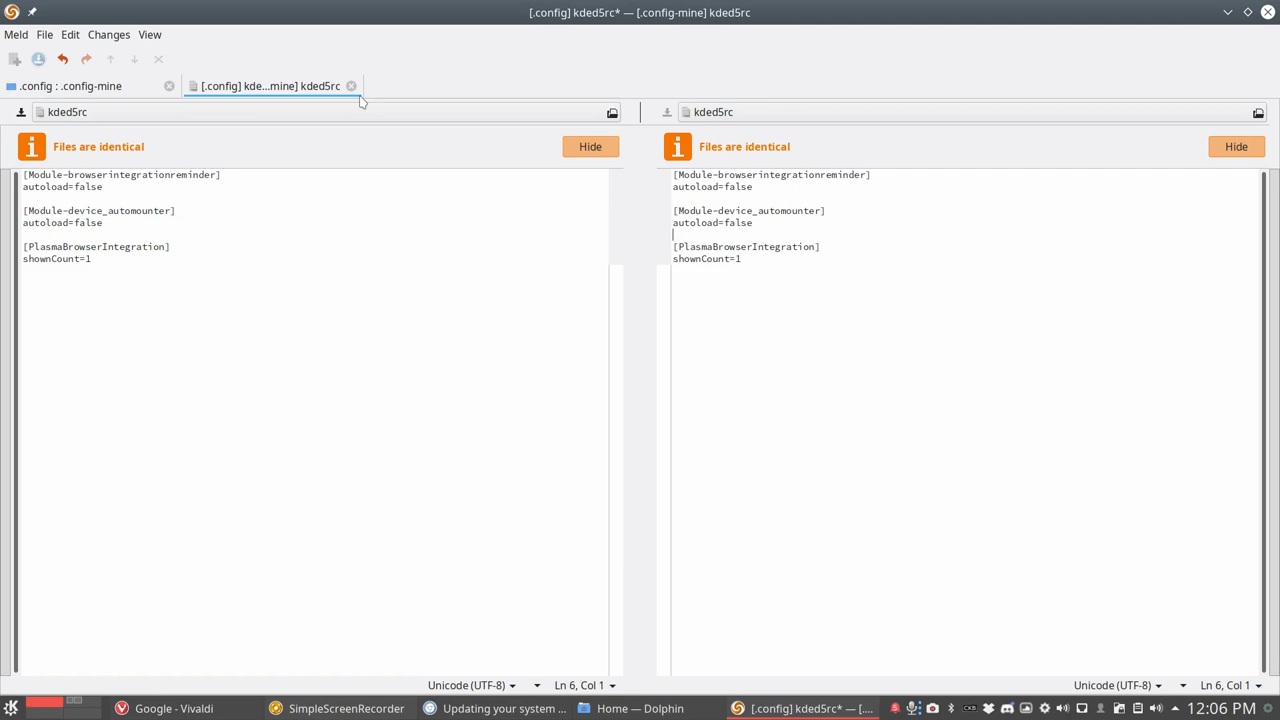 [.config] kded5rc* — [.config-mine] kded5rc
Meld File Edit Changes View
.config : .config-mine
[.config] kde...mine] kded5rc
kded5rc
kded5rc
Files are identical
Hide
Files are identical
Hide
[Module-browserintegrationreminder]
autoload=false
[Module-device_automounter]
autoload=false
[PlasmaBrowserIntegration]
shownCount=1
[Module-browserintegrationreminder]
autoload=false
[Module-device_automounter]
autoload=false
[PlasmaBrowserIntegration]
shownCount=1
Unicode (UTF-8)
Ln 6, Col 1
Unicode (UTF-8)
Ln 6, Col 1
Google - Vivaldi
SimpleScreenRecorder
Updating your system ...
Home — Dolphin
[.config] kded5rc* — [....
12:06 PM